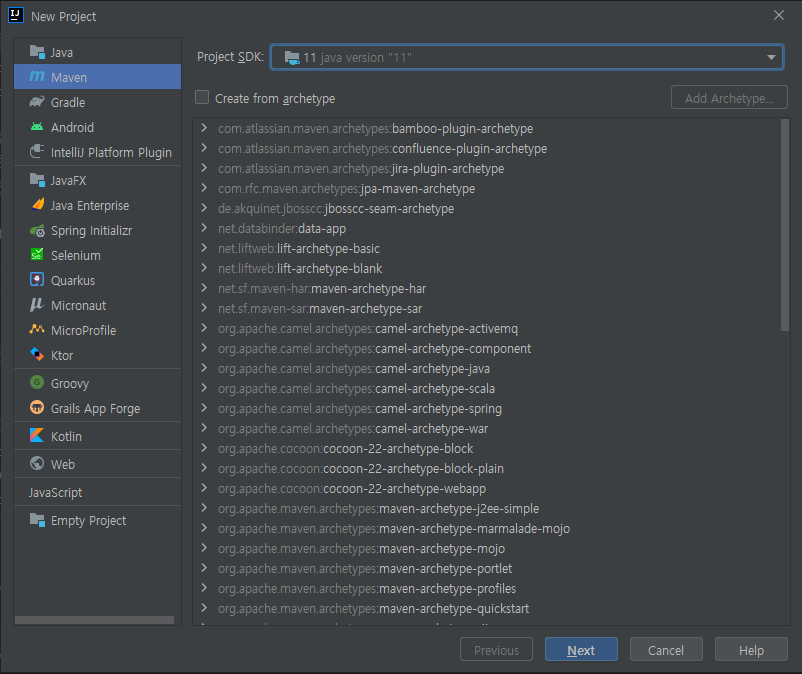 New Project
Java
Maven
Gradle
Android
IntelliJ Platform Plugin
JavaFX
Java Enterprise
Spring Initializr
Selenium
Quarkus
Micronaut
MicroProfile
Ktor
Groovy
Grails App Forge
Kotlin
Web
JavaScript
Empty Project
Project SDK: 11 java version "11"
Create from archetype Add Archetype...
com.atlassian.maven.archetypes:bamboo-plugin-archetype
com.atlassian.maven.archetypes:confluence-plugin-archetype
com.atlassian.maven.archetypes:jira-plugin-archetype
com.rfc.maven.archetypes:jpa-maven-archetype
de.akquinet.jbosscc:jbosscc-seam-archetype
net.databinder:data-app
net.liftweb:lift-archetype-basic
net.liftweb:lift-archetype-blank
net.sf.maven-har:maven-archetype-har
net.sf.maven-sar:maven-archetype-sar
org.apache.camel.archetypes:camel-archetype-activemq
org.apache.camel.archetypes:camel-archetype-component
org.apache.camel.archetypes:camel-archetype-java
org.apache.camel.archetypes:camel-archetype-scala
org.apache.camel.archetypes:camel-archetype-spring
org.apache.camel.archetypes:camel-archetype-war
org.apache.cocoon:cocoon-22-archetype-block
org.apache.cocoon:cocoon-22-archetype-block-plain
org.apache.cocoon:cocoon-22-archetype-webapp
org.apache.maven.archetypes:maven-archetype-j2ee-simple
org.apache.maven.archetypes:maven-archetype-marmalade-mojo
org.apache.maven.archetypes:maven-archetype-mojo
org.apache.maven.archetypes:maven-archetype-portlet
org.apache.maven.archetypes:maven-archetype-profiles
org.apache.maven.archetypes:maven-archetype-quickstart
Previous Next Cancel Help